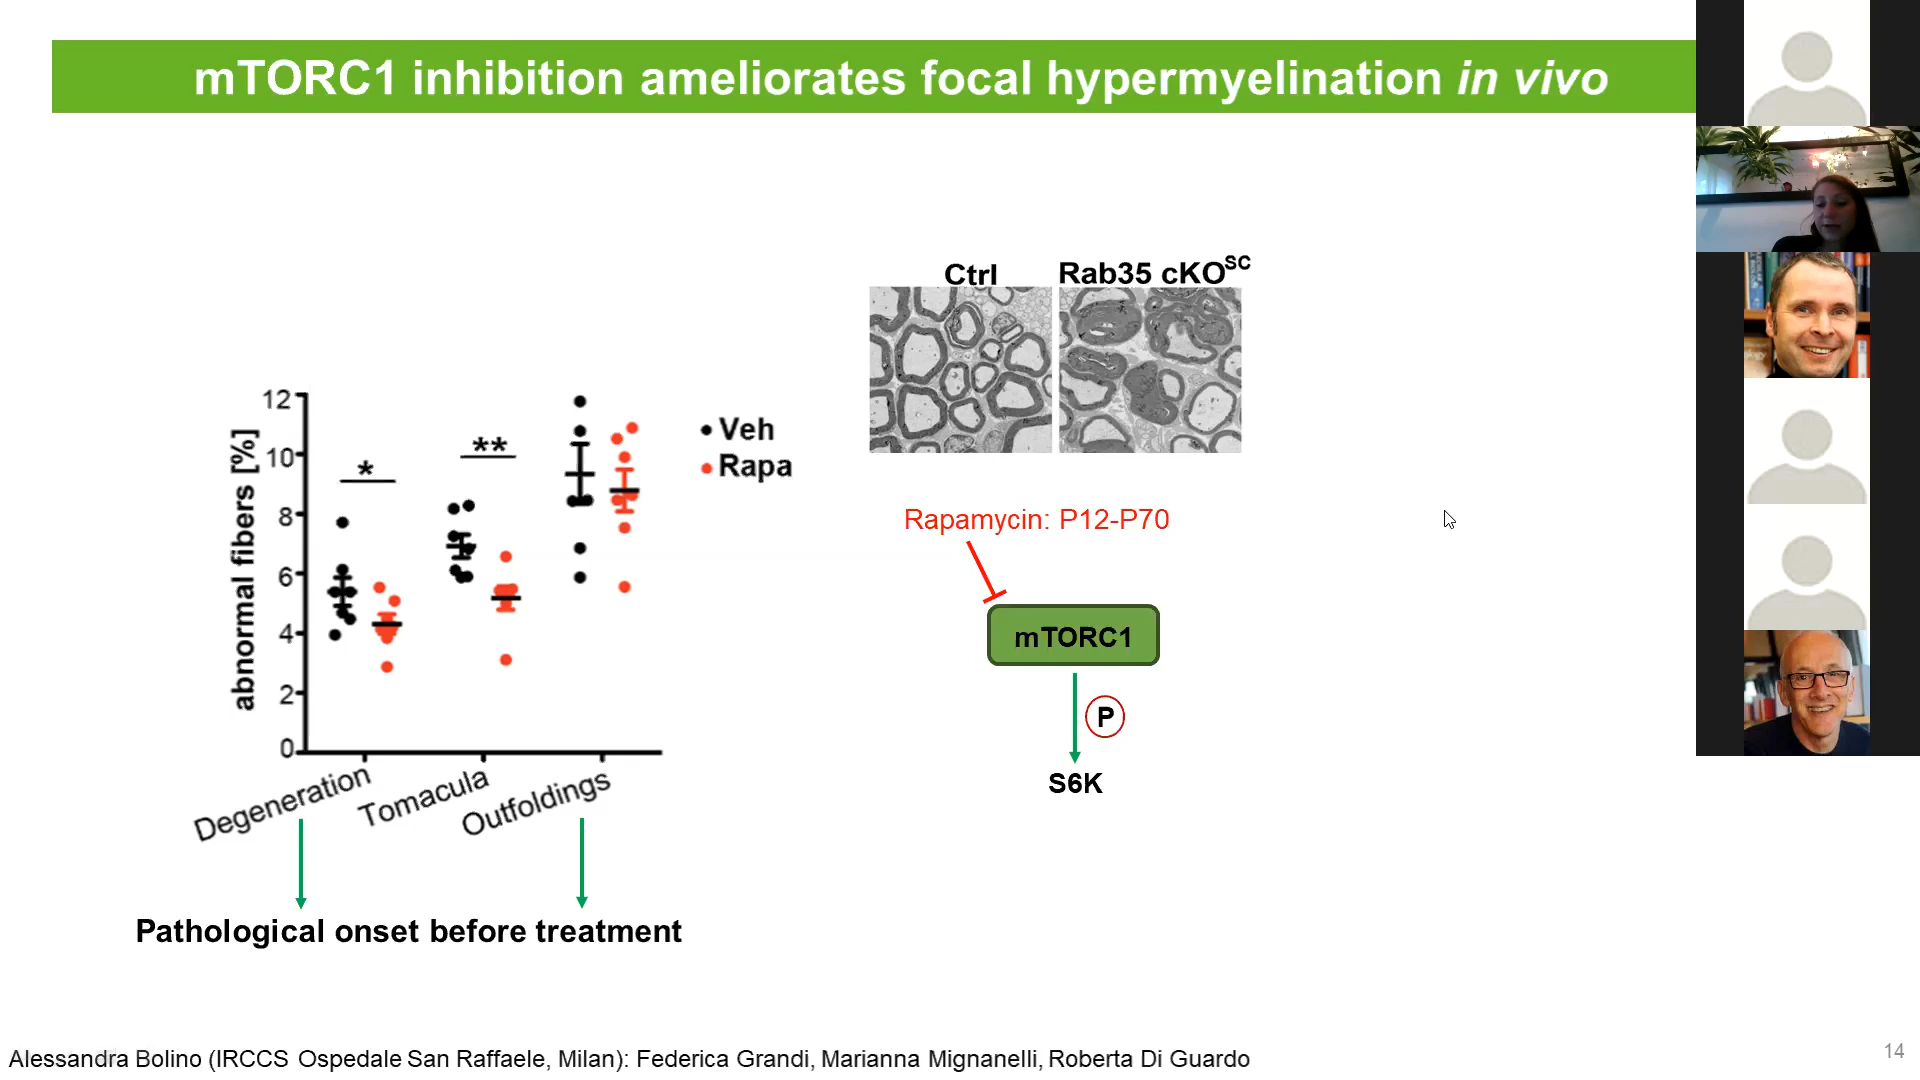 mTORC1 inhibition ameliorates focal hypermyelination in vivo
Ctrl
Rab35 cKOSC
12
10
8
6
4
2
0
abnormal fibers [%]
*
**
Veh
Rapa
Degeneration
Tomacula
Outfoldings
Pathological onset before treatment
Rapamycin: P12-P70
mTORC1
P
S6K
Alessandra Bolino (IRCCS Ospedale San Raffaele, Milan): Federica Grandi, Marianna Mignanelli, Roberta Di Guardo
14